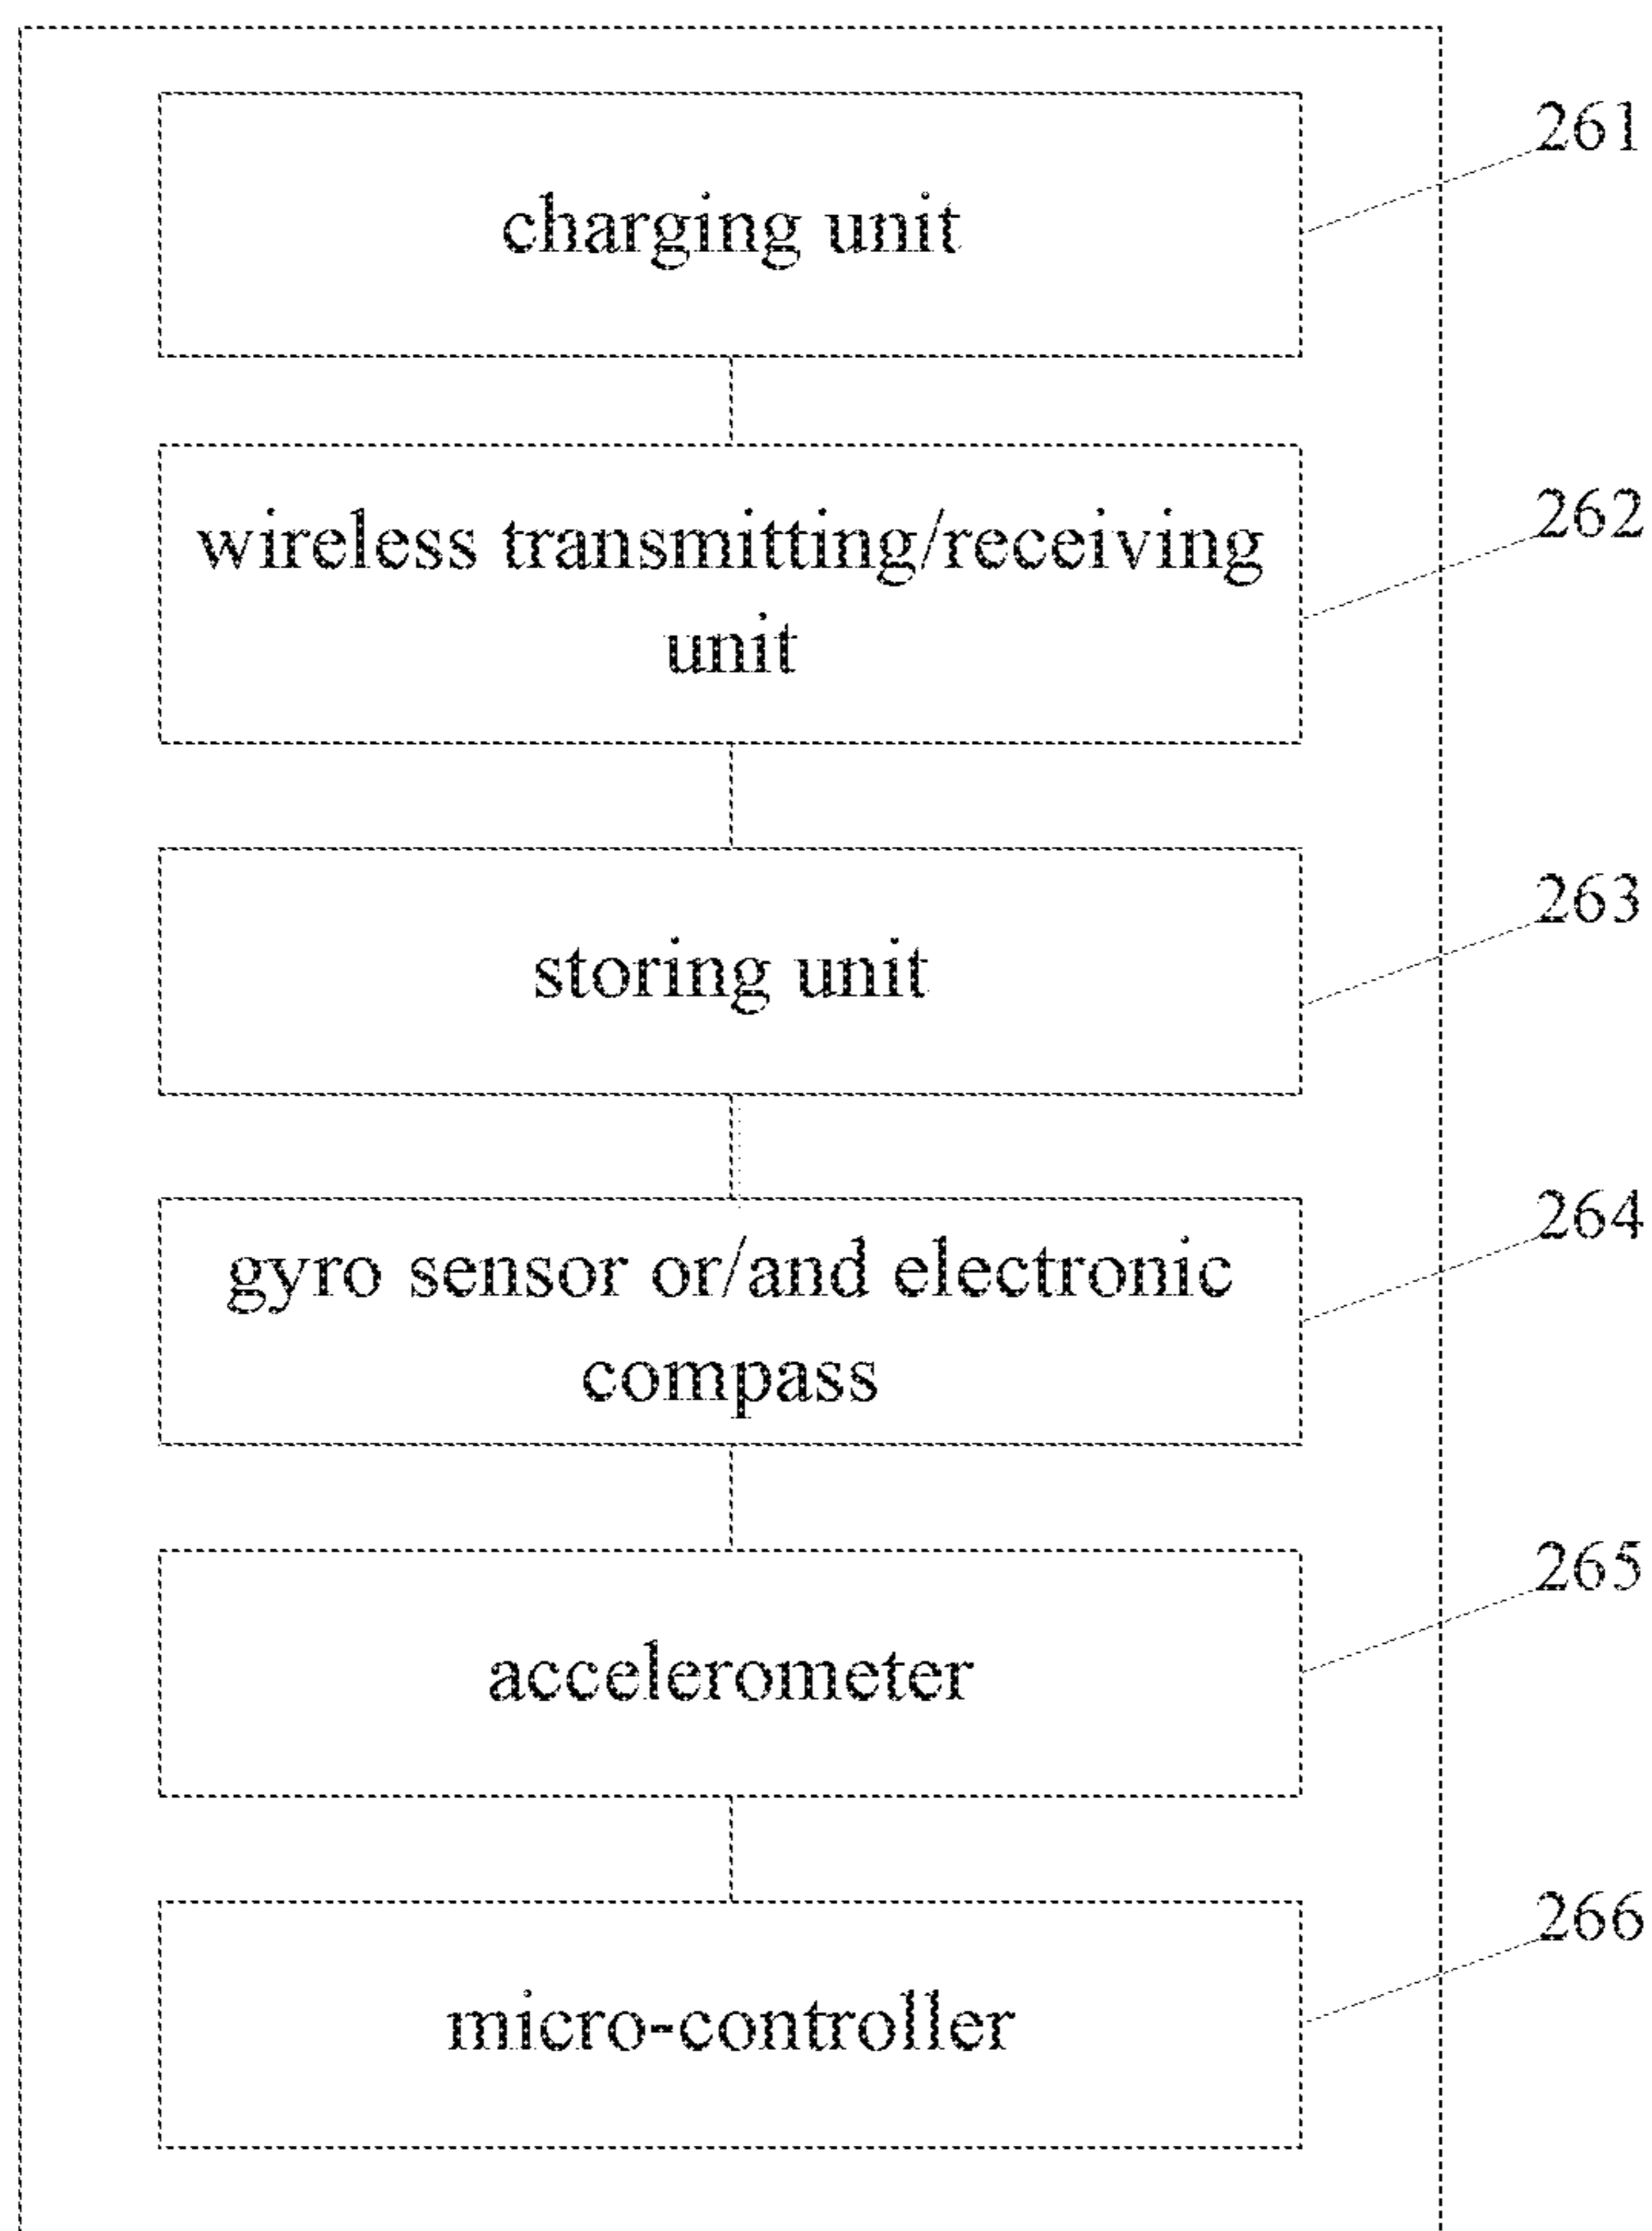 261
charging unit
262
wireless transmitting/receiving
unit
263
storing unit
264
gyro sensor or/and electronic
compass
265
accelerometer
266
micro-controller